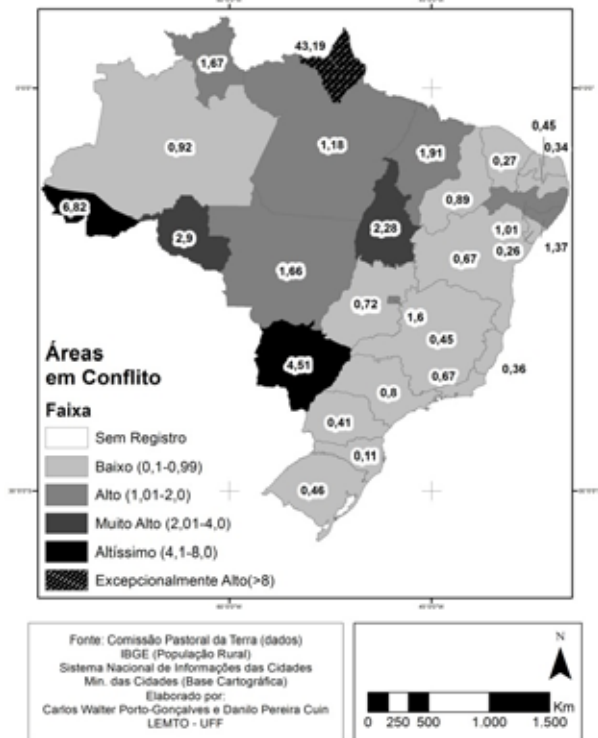 43,19
1,67
0,45
0,34
0,92
1,18
1,91
0,27
0,89
6,82
2,9
2,28
1,01
1,37
0,26
0,67
1,66
0,72
1,6
0,45
4,51
0,36
0,67
0,8
0,41
0,11
0,46
Áreas
em Conflito
Faixa
Sem Registro
Baixo (0,1-0,99)
Alto (1,01-2,0)
Muito Alto (2,01-4,0)
Altíssimo (4,1-8,0)
Excepcionalmente Alto(>8)
Fonte: Comissão Pastoral da Terra (dados)
IBGE (População Rural)
Sistema Nacional de Informações das Cidades
Min. das Cidades (Base Cartográfica)
Elaborado por:
Carlos Walter Porto-Gonçalves e Danilo Pereira Cuin
LEMTO - UFF
N
Km
0 250 500 1.000 1.500